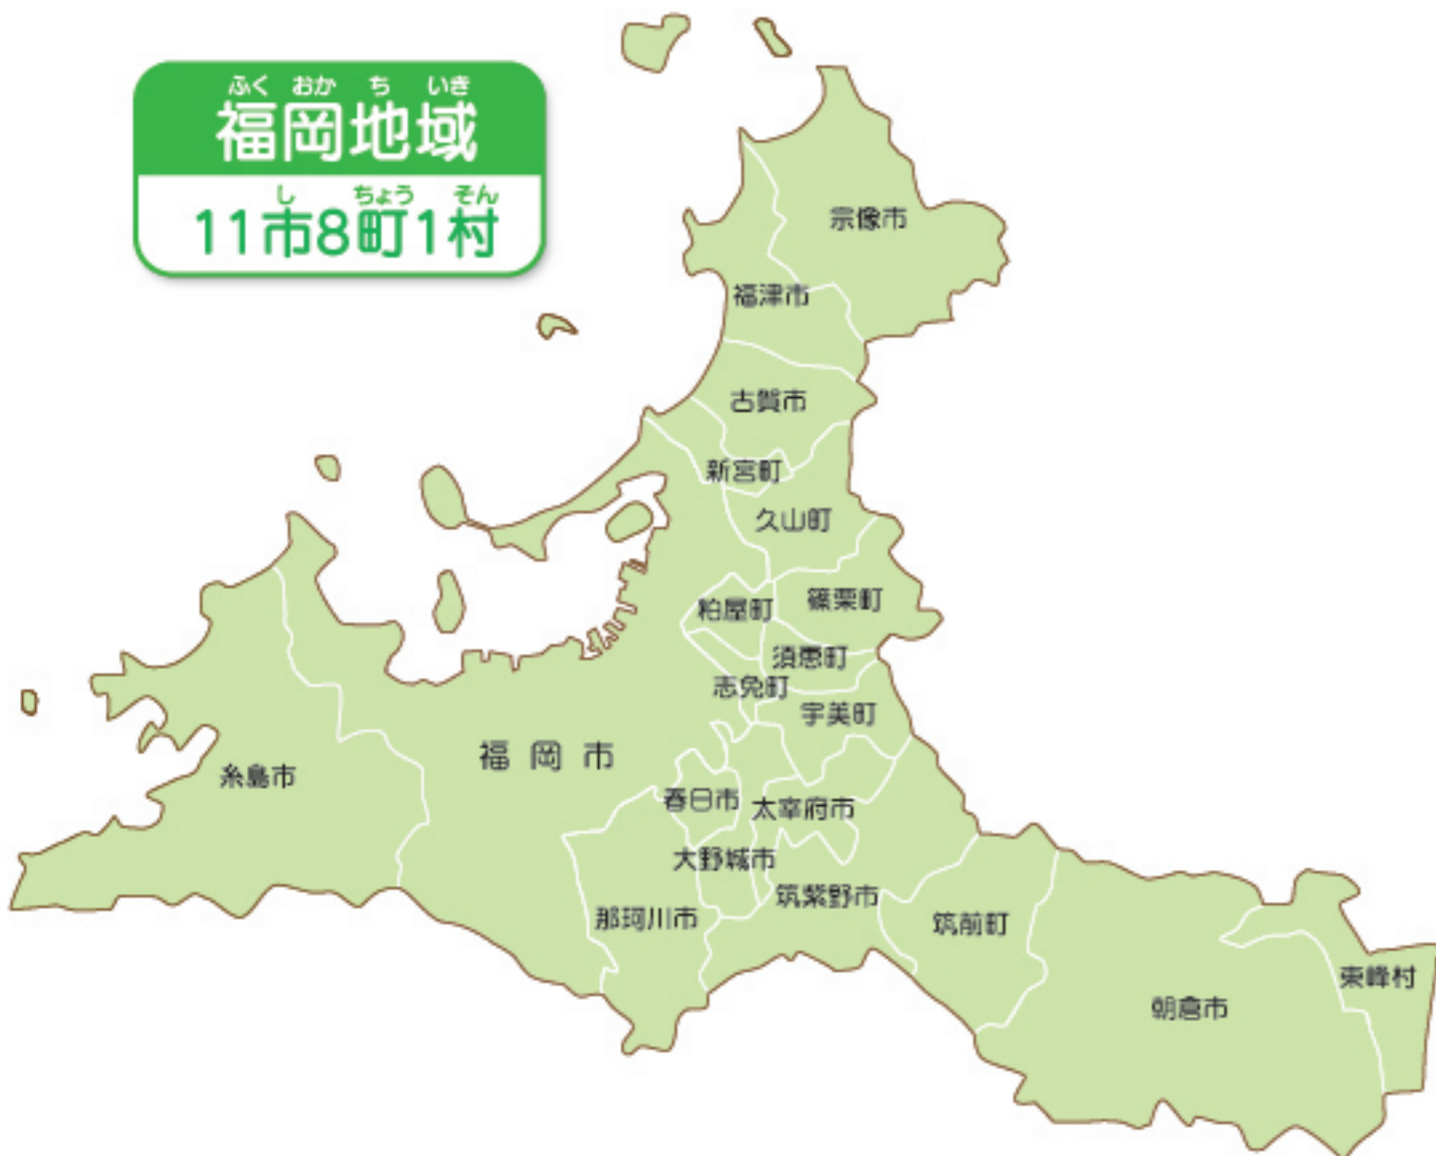 ふく おか ち いき
福岡地域
し ちょう そん
11市8町1村
宗像市
福津市
古賀市
新宮町
久山町
粕屋町
篠栗町
須恵町
志免町
宇美町
福岡市
糸島市
春日市
太宰府市
大野城市
筑紫野市
那珂川市
筑前町
東峰村
朝倉市